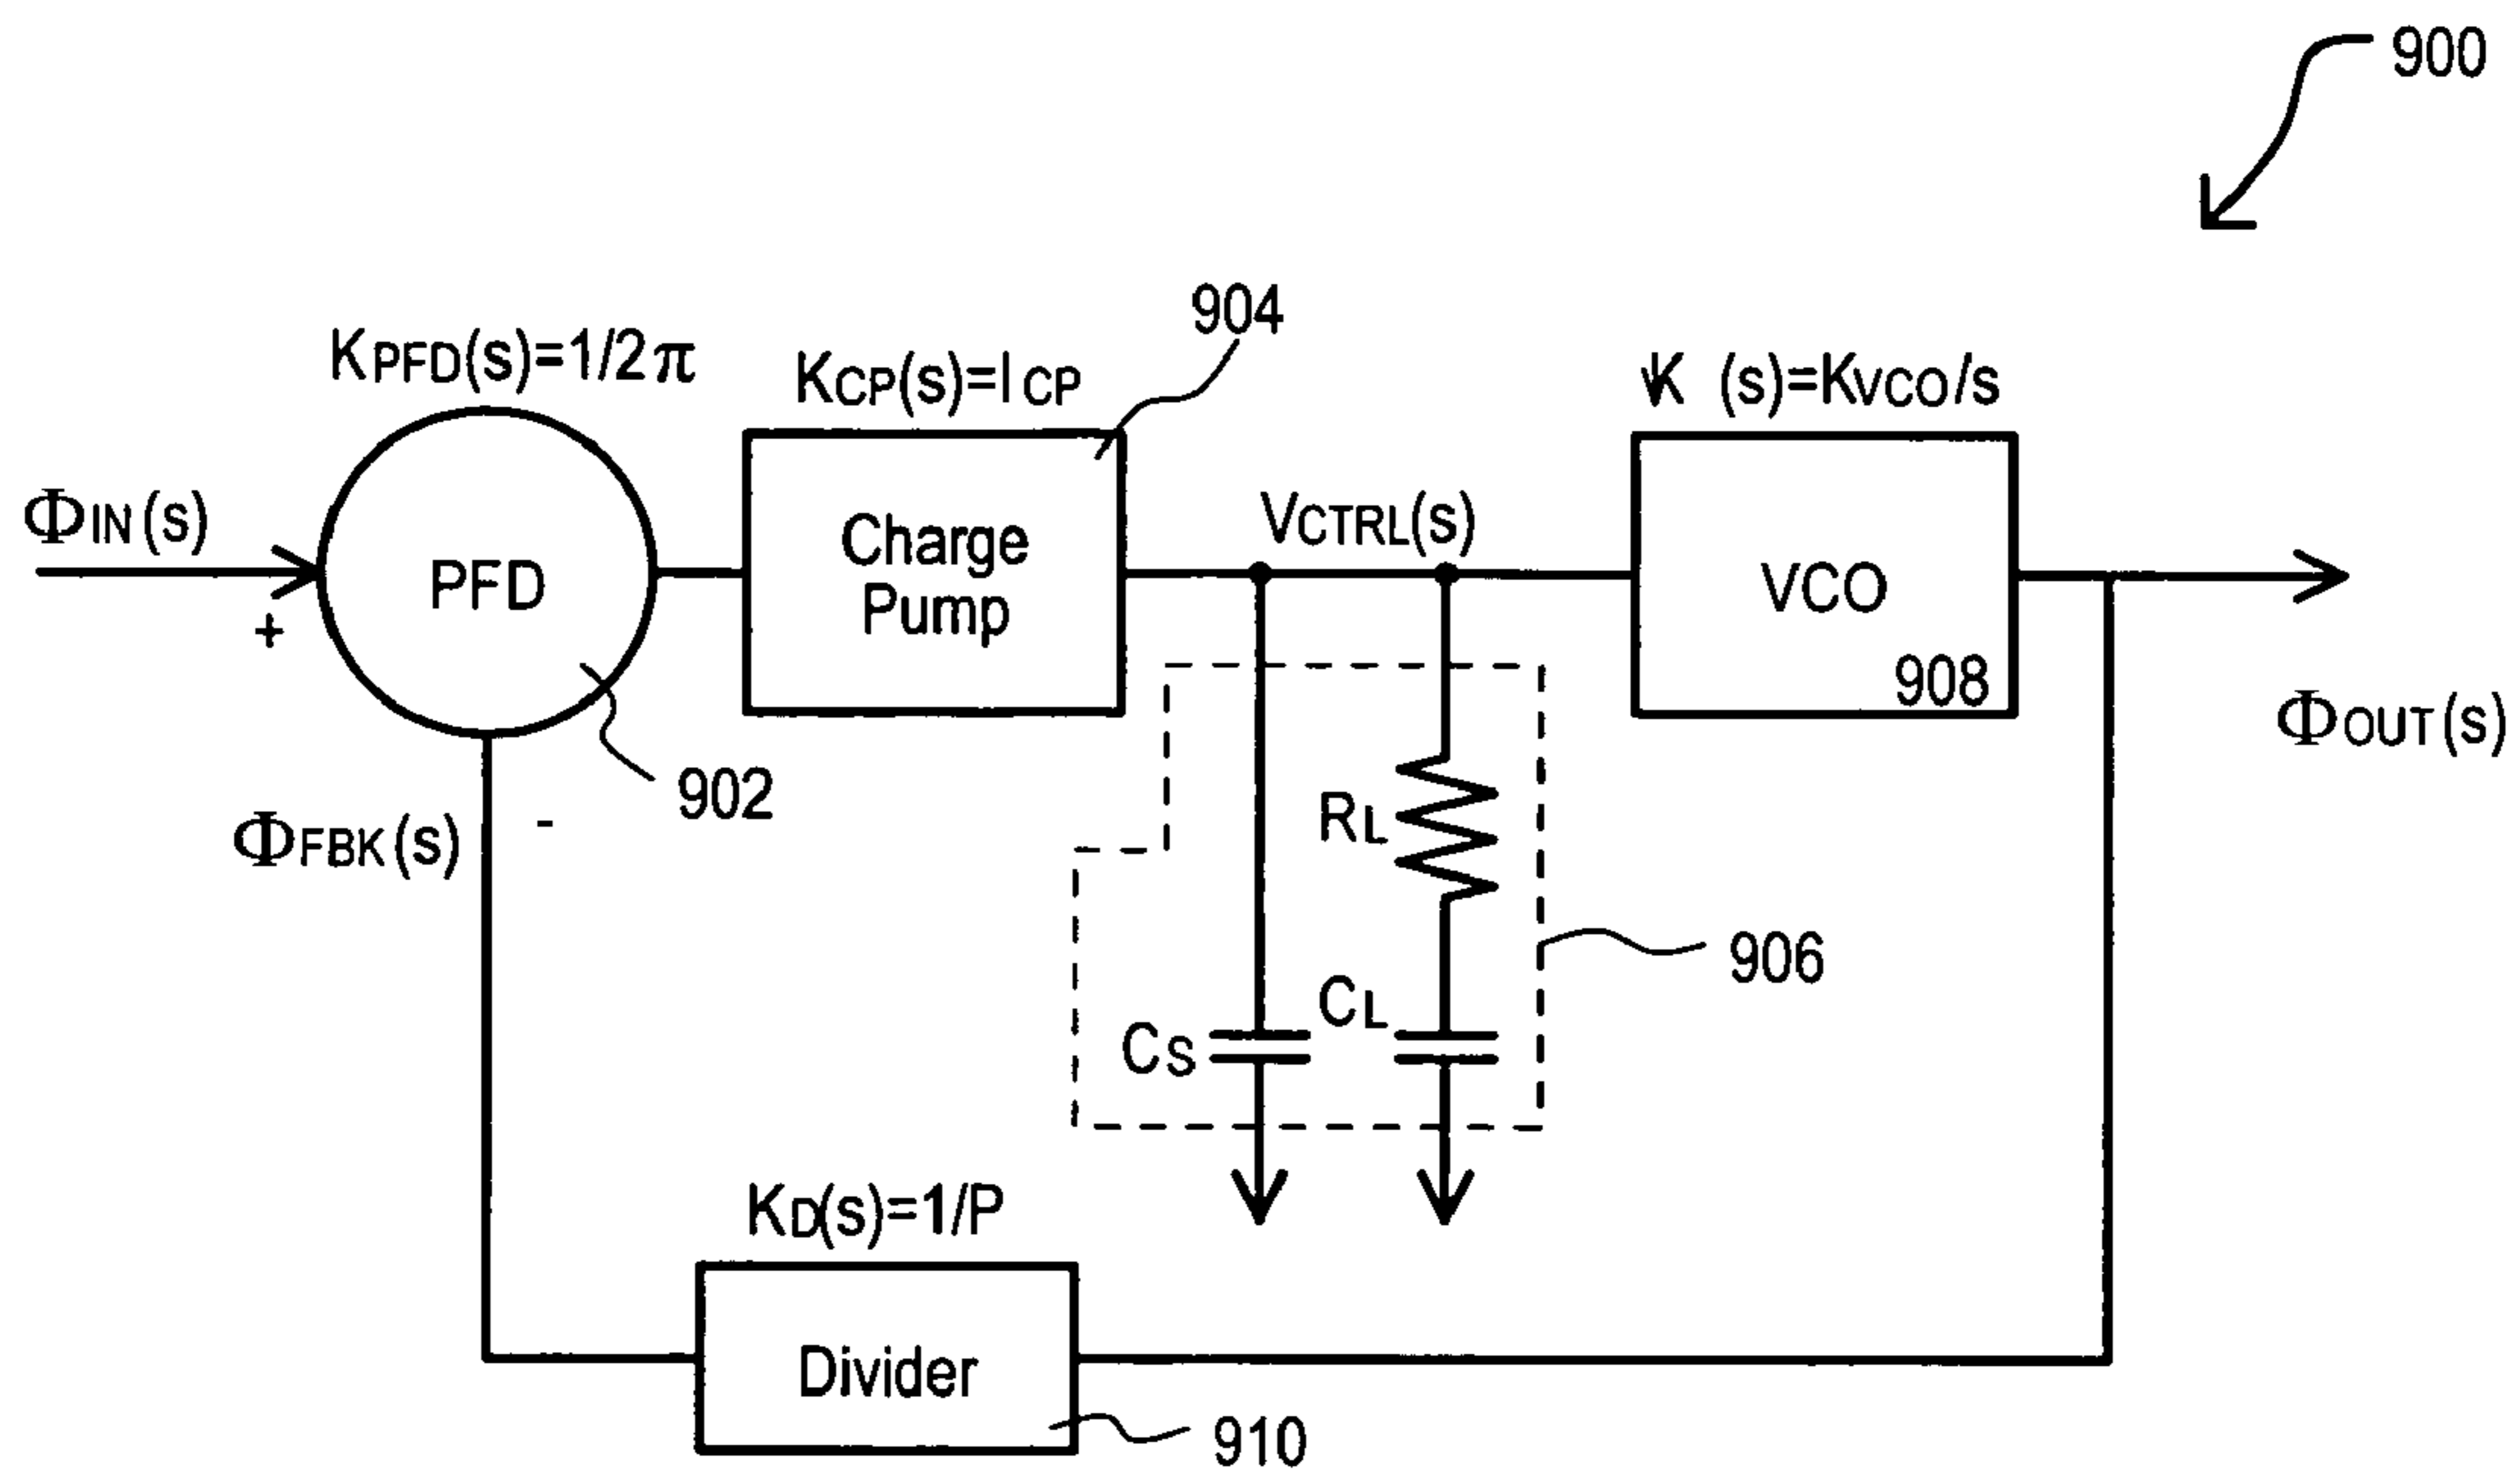 900
904
KPFD(s)=1/2π
KCP(s)=ICP
VK (s)=KVCO/s
ΦIN(s)
+
PFD
Charge
Pump
VCTRL(s)
VCO
908
ΦOUT(s)
902
ΦFBK(s)
-
RL
906
CL
CS
KD(s)=1/P
Divider
910